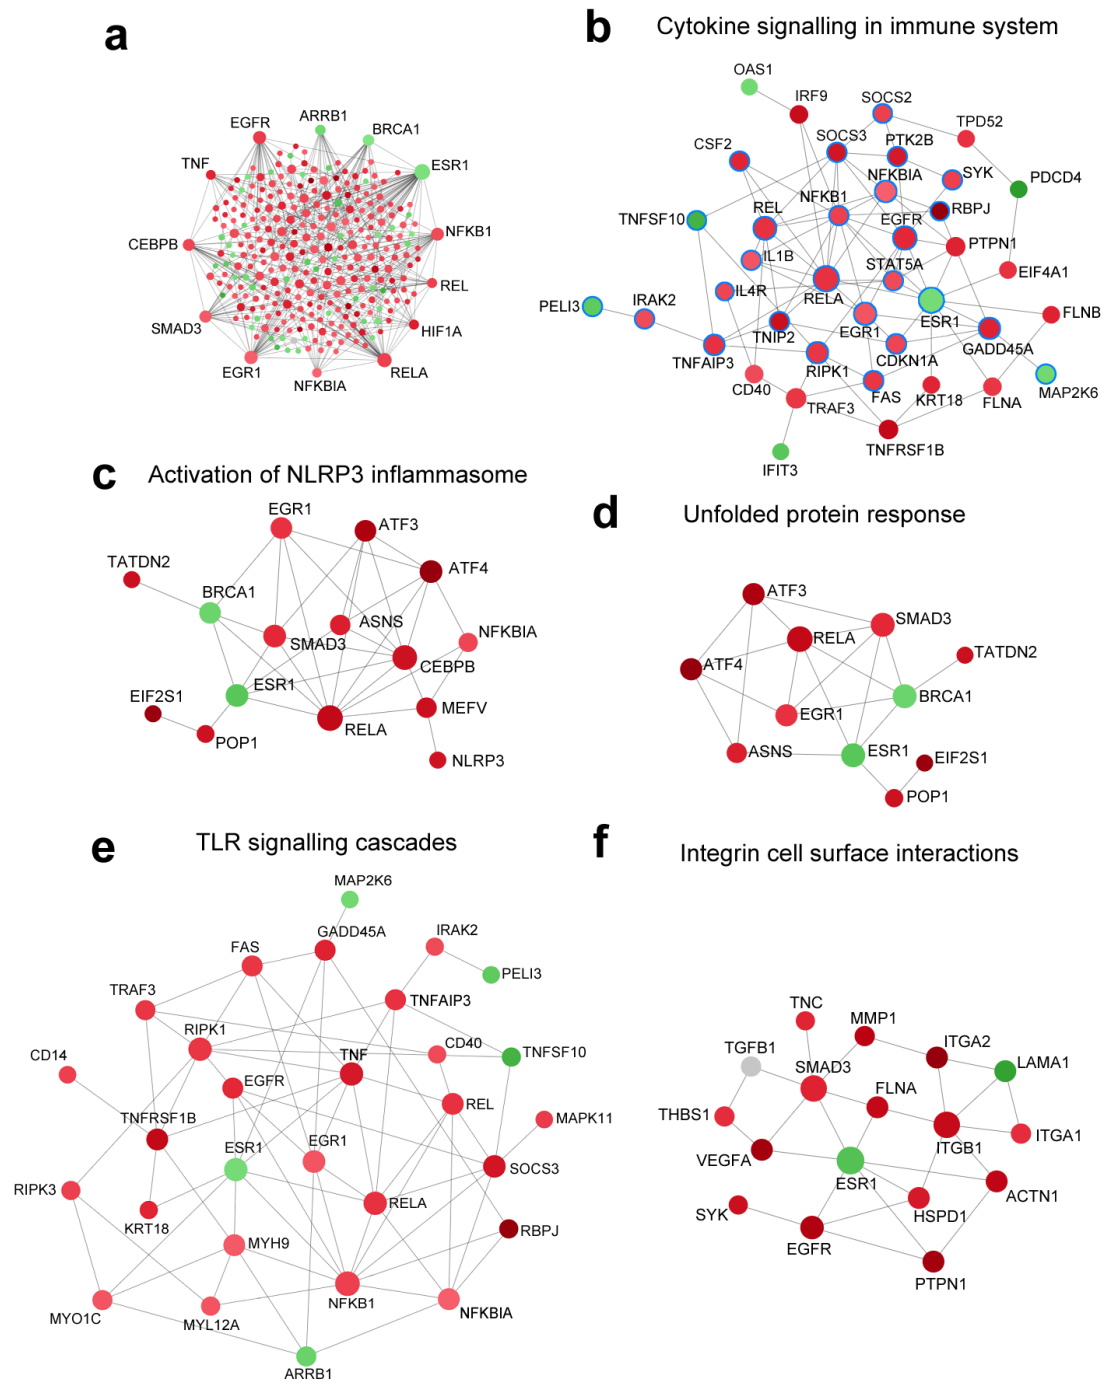 a
EGFR
ARRB1
BRCA1
TNF
ESR1
CEBPB
NFKB1
REL
SMAD3
HIF1A
EGR1
NFKBIA
RELA
b
Cytokine signalling in immune system
OAS1
IRF9
SOCS2
TPD52
SOCS3
PTK2B
CSF2
NFKBIA
SYK
PDCD4
TNFSF10
REL
NFKB1
RBPJ
EGFR
PTPN1
IL1B
STAT5A
EIF4A1
IL4R
RELA
ESR1
PELI3
IRAK2
FLNB
TNIP2
EGR1
GADD45A
TNFAIP3
RIPK1
CDKN1A
CD40
FAS
KRT18
FLNA
MAP2K6
TRAF3
TNFRSF1B
IFIT3
c
Activation of NLRP3 inflammasome
EGR1
ATF3
TATDN2
ATF4
BRCA1
ASNS
NFKBIA
SMAD3
CEBPB
ESR1
EIF2S1
MEFV
RELA
POP1
NLRP3
d
Unfolded protein response
ATF3
SMAD3
RELA
TATDN2
ATF4
BRCA1
EGR1
ASNS
ESR1
EIF2S1
POP1
e
TLR signalling cascades
MAP2K6
GADD45A
IRAK2
FAS
PELI3
TRAF3
TNFAIP3
RIPK1
CD14
TNF
CD40
TNFSF10
EGFR
REL
MAPK11
TNFRSF1B
ESR1
EGR1
SOCS3
RIPK3
RELA
KRT18
RBPJ
MYH9
NFKB1
MYO1C
MYL12A
NFKBIA
ARRB1
f
Integrin cell surface interactions
TNC
MMP1
TGFB1
ITGA2
SMAD3
LAMA1
FLNA
THBS1
ITGB1
ITGA1
VEGFA
ESR1
ACTN1
SYK
HSPD1
EGFR
PTPN1